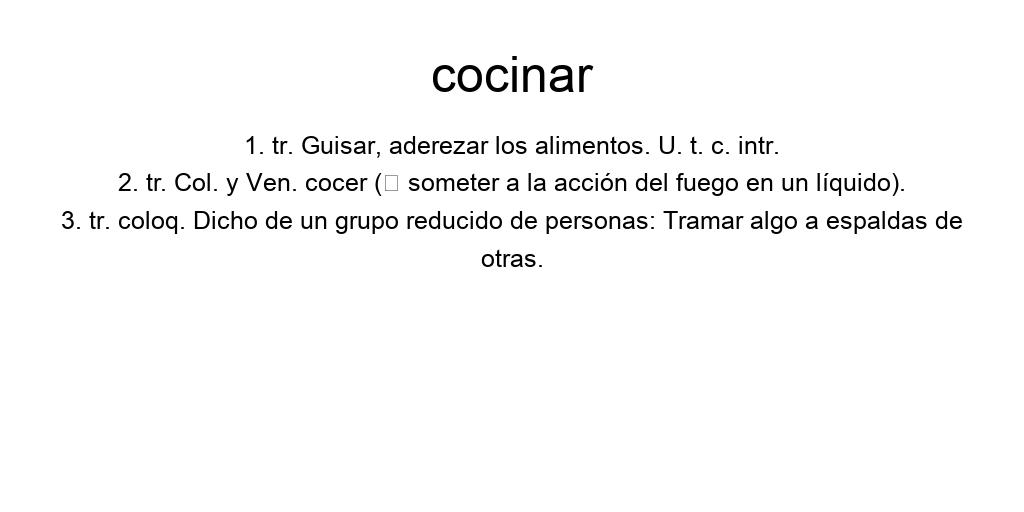 cocinar
1. tr. Guisar, aderezar los alimentos. U. t. c. intr.
2. tr. Col. y Ven. cocer (▯ someter a la acción del fuego en un líquido).
3. tr. coloq. Dicho de un grupo reducido de personas: Tramar algo a espaldas de
otras.